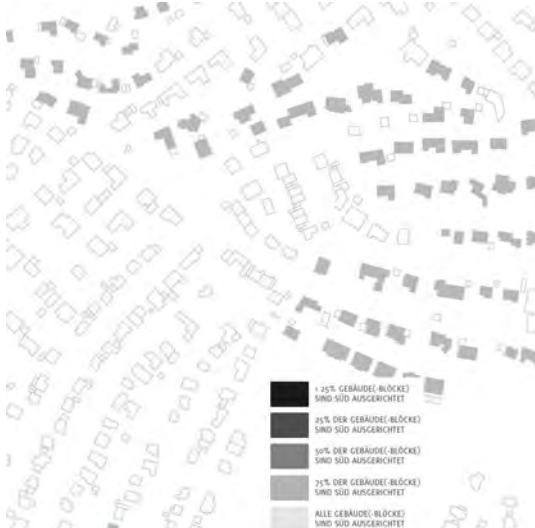 < 25% GEBÄUDE(-BLÖCKE)
SIND SÜD AUSGERICHTET
25% DER GEBÄUDE(-BLÖCKE)
SIND SÜD AUSGERICHTET
50% DER GEBÄUDE(-BLÖCKE)
SIND SÜD AUSGERICHTET
75% DER GEBÄUDE(-BLÖCKE)
SIND SÜD AUSGERICHTET
ALLE GEBÄUDE(-BLÖCKE)
SIND SÜD AUSGERICHTET